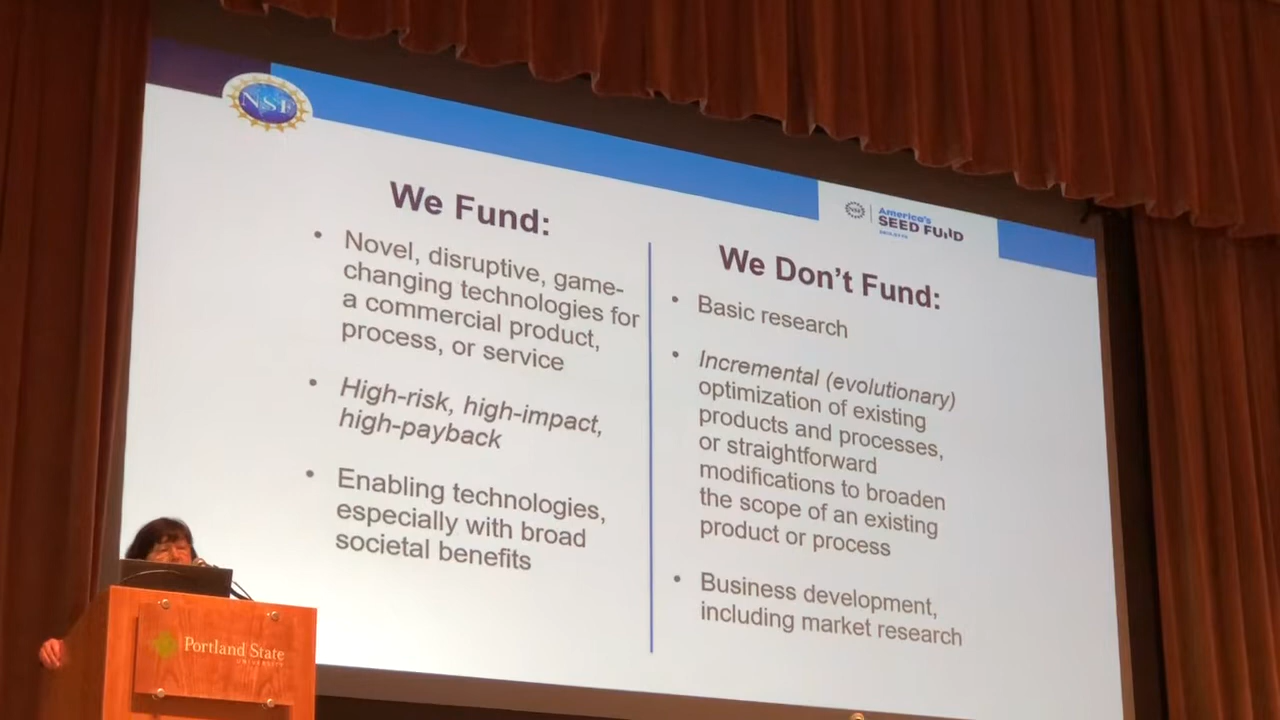 NSF
NSF
America's
SEED FUND
We Fund:
• Novel, disruptive, game-
changing technologies for
a commercial product,
process, or service
• High-risk, high-impact,
high-payback
• Enabling technologies,
especially with broad
societal benefits
We Don't Fund:
• Basic research
• Incremental (evolutionary)
optimization of existing
products and processes,
or straightforward
modifications to broaden
the scope of an existing
product or process
• Business development,
including market research
Portland State
UNIVERSITY